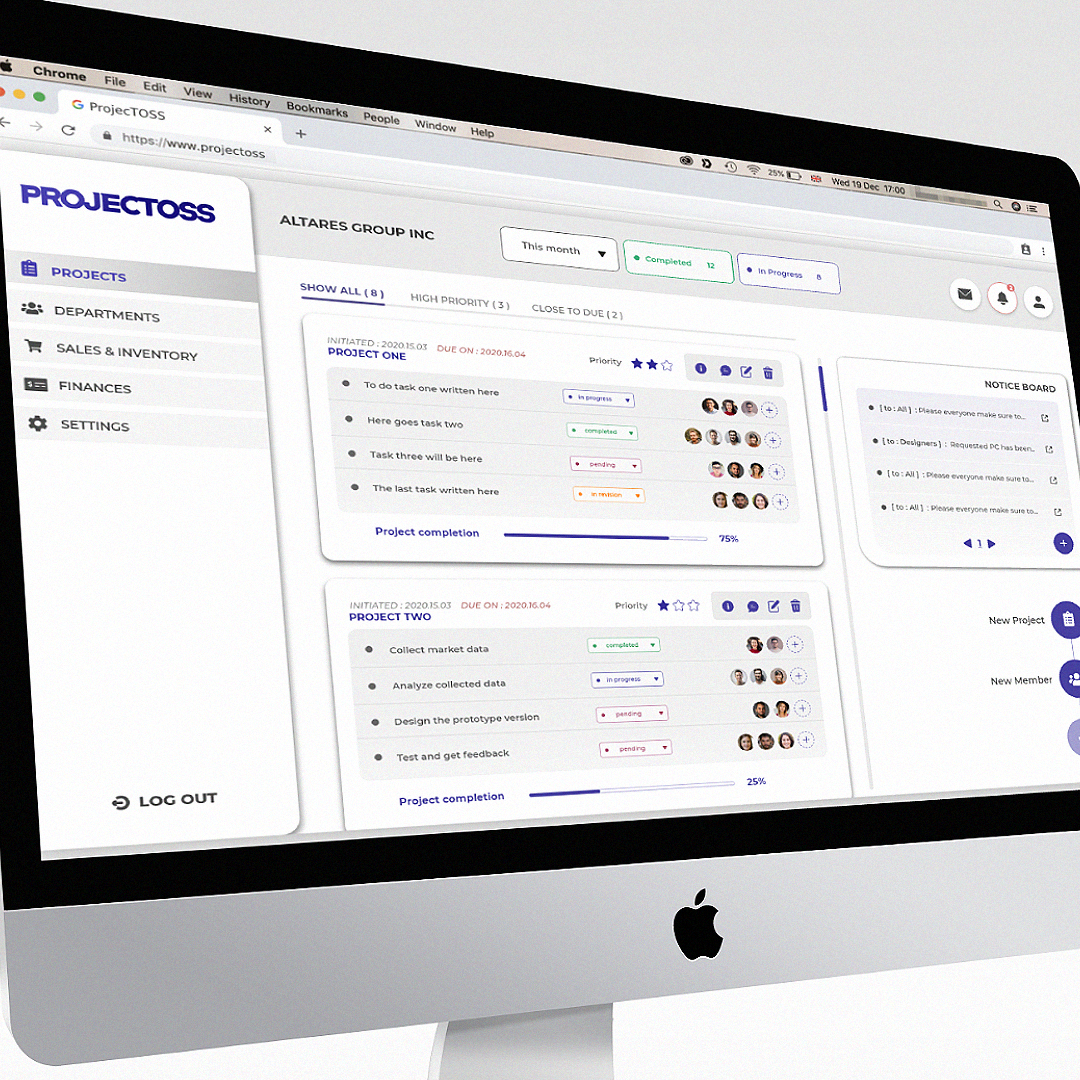 Chrome File Edit View History Bookmarks People Window Help
25% Wed 19 Dec 17:00
ProjecTOSS
https://www.projectoss
PROJECTOSS
PROJECTS
DEPARTMENTS
SALES & INVENTORY
FINANCES
SETTINGS
LOG OUT
ALTARES GROUP INC
This month
Completed 12
In Progress 8
2
SHOW ALL ( 8 ) HIGH PRIORITY ( 3 ) CLOSE TO DUE ( 2 )
INITIATED : 2020.15.03 DUE ON : 2020.16.04
PROJECT ONE
Priority
To do task one written here in progress
Here goes task two completed
Task three will be here pending
The last task written here in revision
Project completion 75%
INITIATED : 2020.15.03 DUE ON : 2020.16.04
PROJECT TWO
Priority
Collect market data completed
Analyze collected data in progress
Design the prototype version pending
Test and get feedback pending
Project completion 25%
NOTICE BOARD
[ to : All ] : Please everyone make sure to...
[ to : Designers ] : Requested PC has been...
[ to : All ] : Please everyone make sure to...
[ to : All ] : Please everyone make sure to...
1
New Project
New Member